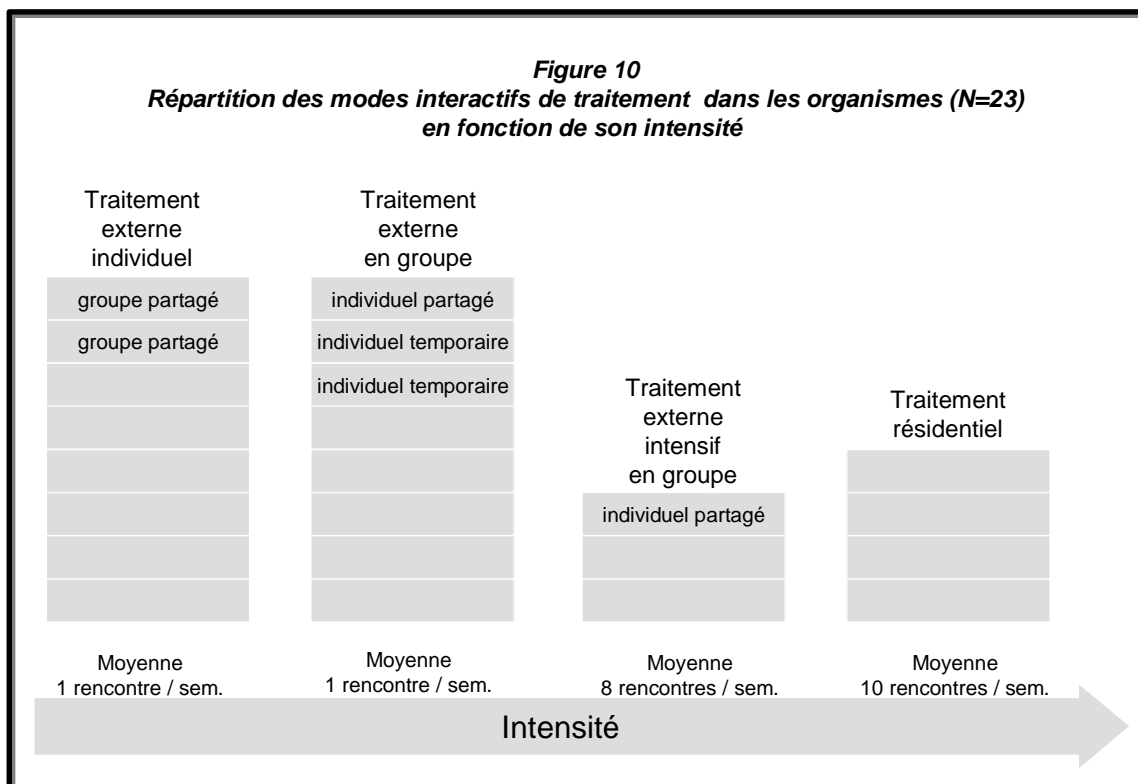 Figure 10
Répartition des modes interactifs de traitement dans les organismes (N=23)
en fonction de son intensité
Traitement
externe
individuel
groupe partagé
groupe partagé
Moyenne
1 rencontre / sem.
Traitement
externe
en groupe
individuel partagé
individuel temporaire
individuel temporaire
Moyenne
1 rencontre / sem.
Traitement
externe
intensif
en groupe
individuel partagé
Moyenne
8 rencontres / sem.
Traitement
résidentiel
Moyenne
10 rencontres / sem.
Intensité